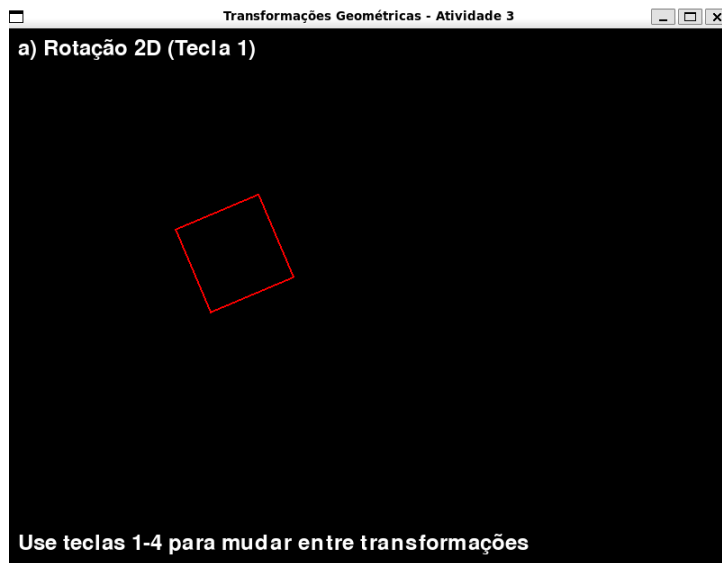 Transformações Geométricas - Atividade 3
a) Rotação 2D (Tecla 1)
Use teclas 1-4 para mudar entre transformações